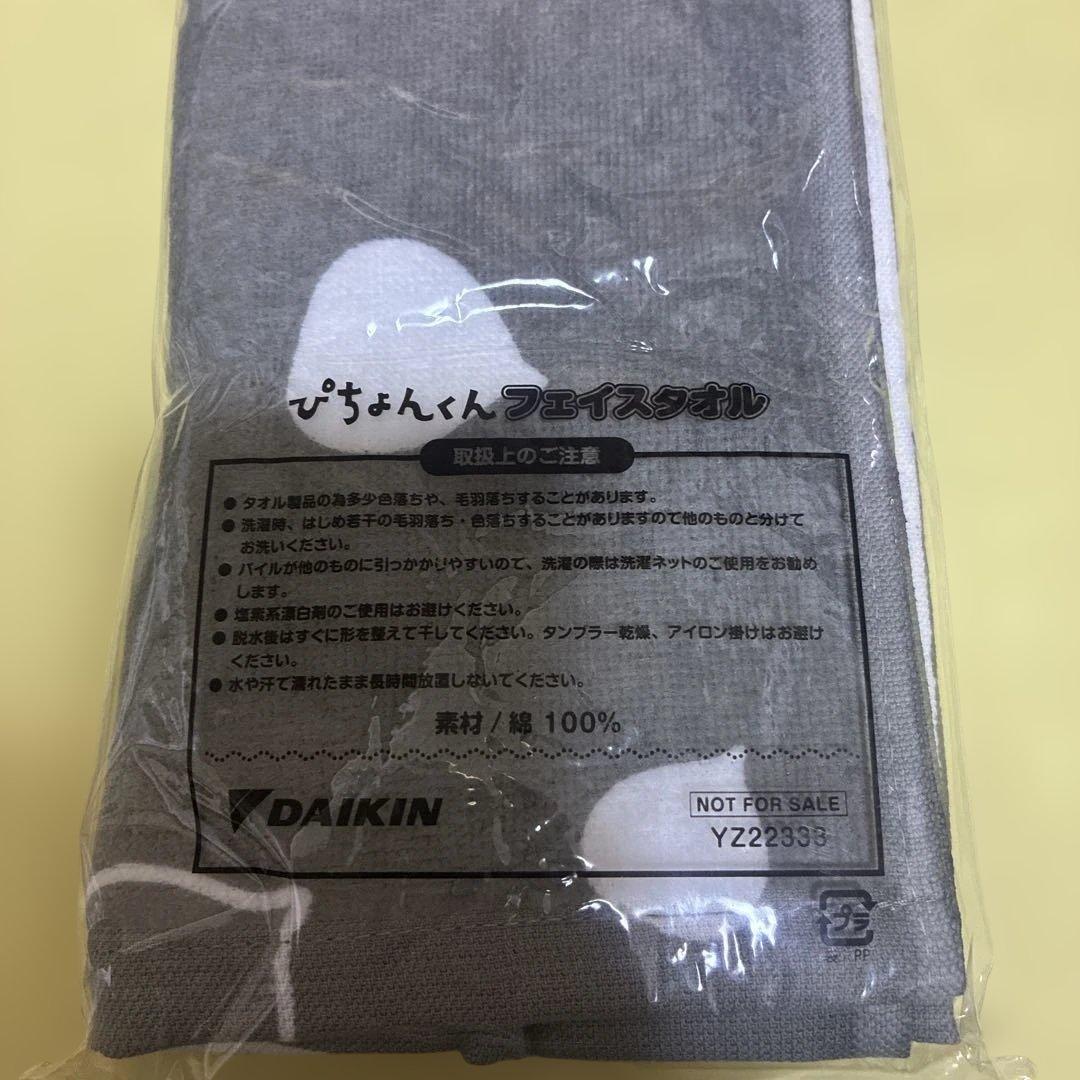 ぴちょんくんフェイスタオル
取扱上のご注意
● タオル製品の為多少色落ちや、毛羽落ちすることがあります。
● 洗濯時、はじめ若干の毛羽落ち・色落ちすることがありますので他のものと分けて
お洗いください。
● パイルが他のものに引っかかりやすいので、洗濯の際は洗濯ネットのご使用をお勧め
します。
● 塩素系漂白剤のご使用はお避けください。
● 脱水後はすぐに形を整えて干してください。タンブラー乾燥、アイロン掛けはお避け
ください。
● 水や汗で濡れたまま長時間放置しないでください。
素材 / 綿 100%
DAIKIN
NOT FOR SALE
YZ22333
プラ
PP